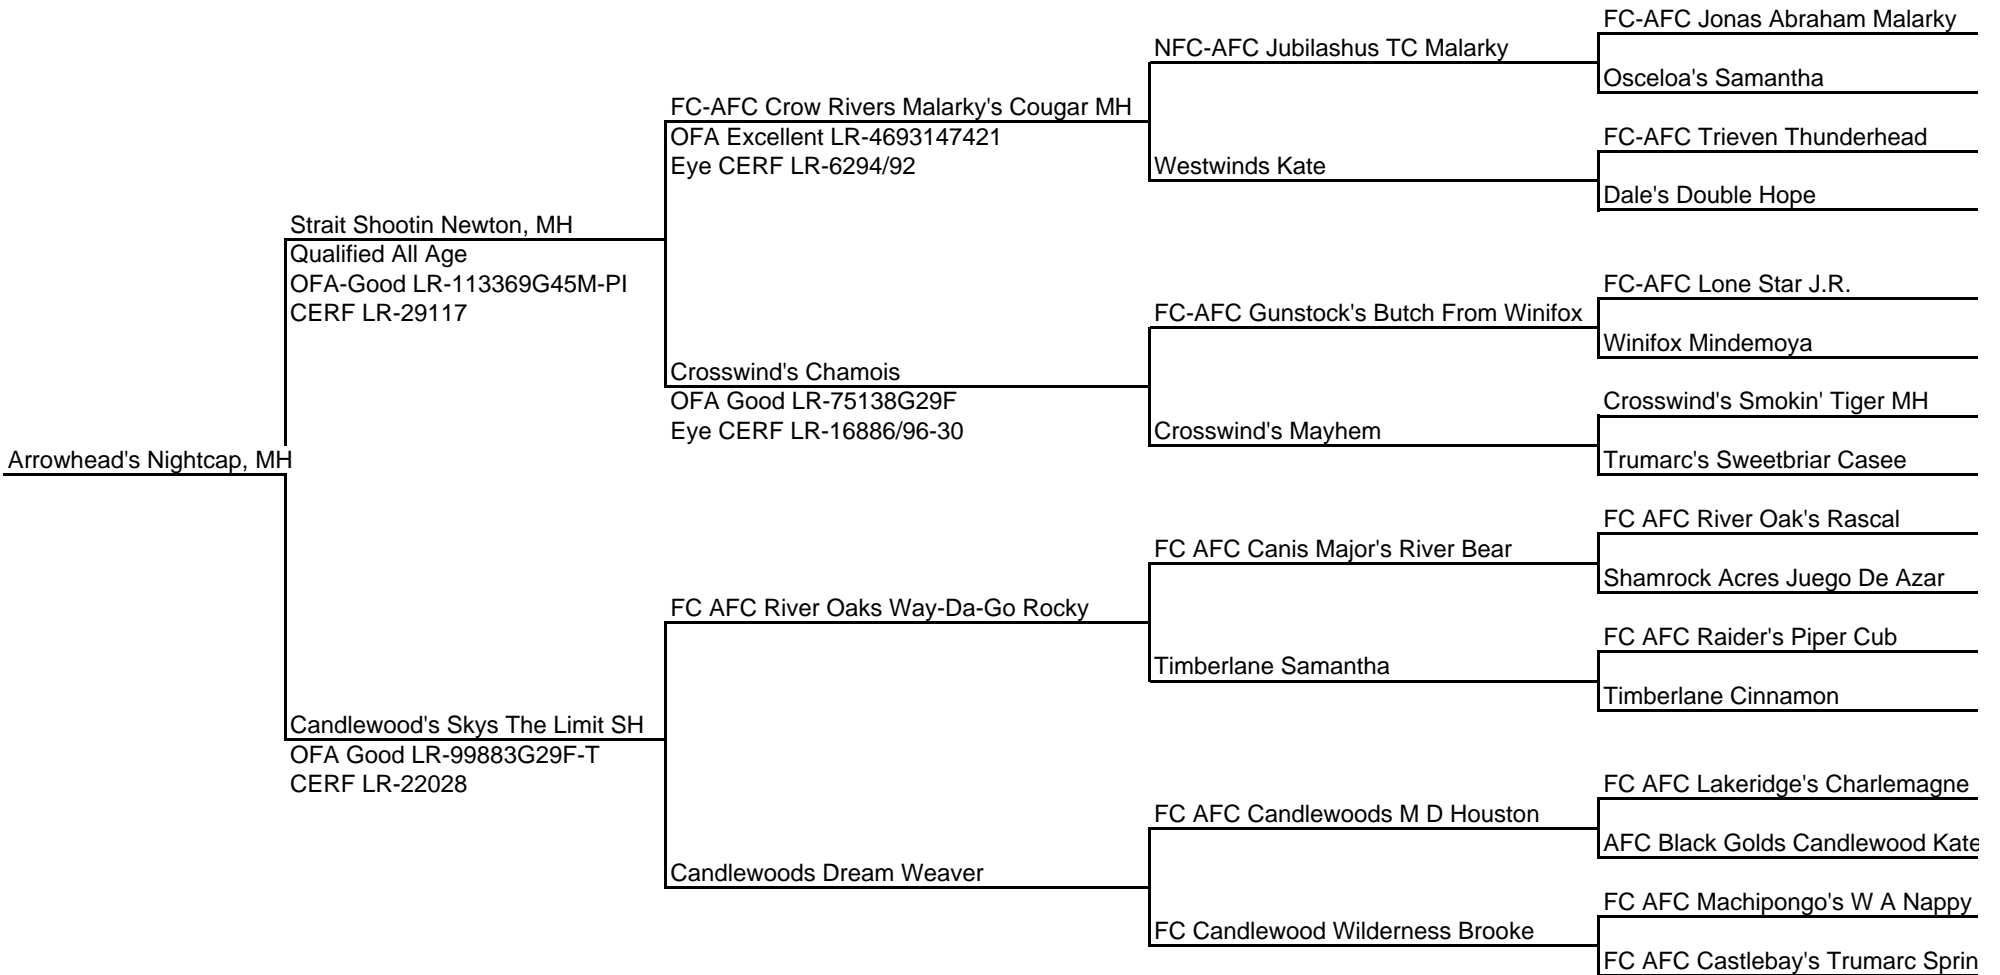 FC-AFC Jonas Abraham Malarky
NFC-AFC Jubilashus TC Malarky
Osceloa's Samantha
FC-AFC Crow Rivers Malarky's Cougar MH
OFA Excellent LR-4693147421
Eye CERF LR-6294/92
FC-AFC Trieven Thunderhead
Westwinds Kate
Dale's Double Hope
Strait Shootin Newton, MH
Qualified All Age
OFA-Good LR-113369G45M-PI
CERF LR-29117
FC-AFC Lone Star J.R.
FC-AFC Gunstock's Butch From Winifox
Winifox Mindemoya
Crosswind's Chamois
OFA Good LR-75138G29F
Eye CERF LR-16886/96-30
Crosswind's Smokin' Tiger MH
Crosswind's Mayhem
Trumarc's Sweetbriar Casee
Arrowhead's Nightcap, MH
FC AFC River Oak's Rascal
FC AFC Canis Major's River Bear
Shamrock Acres Juego De Azar
FC AFC River Oaks Way-Da-Go Rocky
FC AFC Raider's Piper Cub
Timberlane Samantha
Timberlane Cinnamon
Candlewood's Skys The Limit SH
OFA Good LR-99883G29F-T
CERF LR-22028
FC AFC Lakeridge's Charlemagne
FC AFC Candlewoods M D Houston
AFC Black Golds Candlewood Kate
Candlewoods Dream Weaver
FC AFC Machipongo's W A Nappy
FC Candlewood Wilderness Brooke
FC AFC Castlebay's Trumarc Sprin